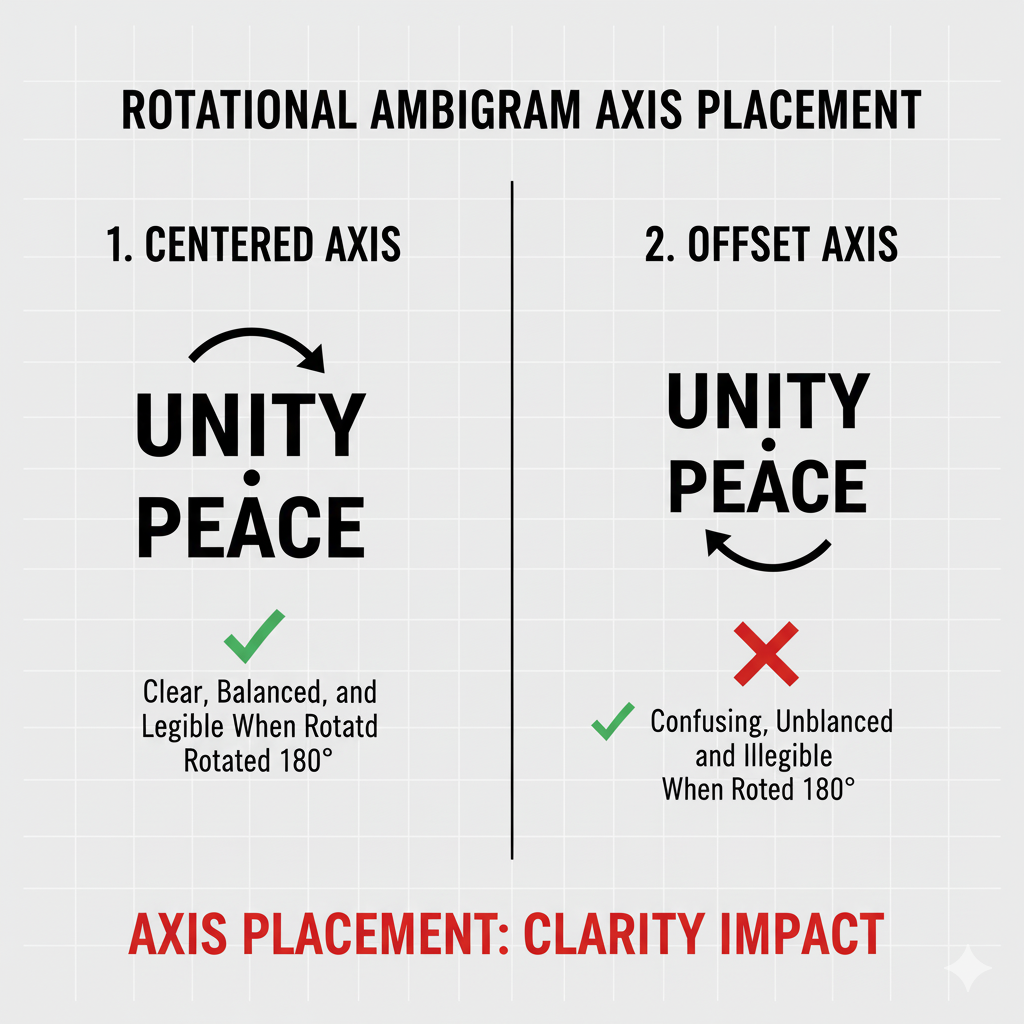 ROTATIONAL AMBIGRAM AXIS PLACEMENT
1. CENTERED AXIS
UNITY
PEACE
Clear, Balanced, and
Legible When Rotatd
Rotated 180°
2. OFFSET AXIS
UNITY
PEACE
Confusing, Unblanced
and Illegible
When Roted 180°
AXIS PLACEMENT: CLARITY IMPACT